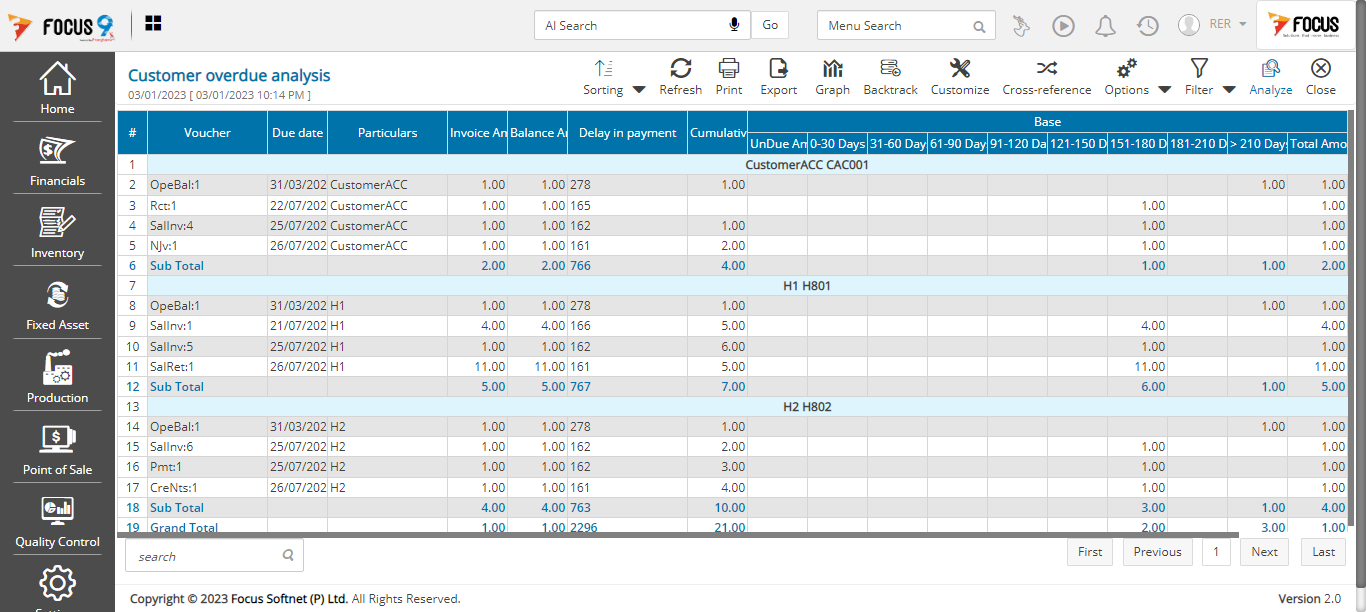 FOCUS 9 AI Search Go Menu Search RER FOCUS
Home
Financials
Inventory
Fixed Asset
Production
Point of Sale
Quality Control
Customer overdue analysis
03/01/2023 [ 03/01/2023 10:14 PM ]
Sorting Refresh Print Export Graph Backtrack Customize Cross-reference Options Filter Analyze Close
# Voucher Due date Particulars Invoice An Balance Ar Delay in payment Cumulativ Base
UnDue An 0-30 Days 31-60 Day 61-90 Day 91-120 Da 121-150 D 151-180 D 181-210 D > 210 Day Total Amo
1 CustomerACC CAC001
2 OpeBal:1 31/03/202 CustomerACC 1.00 1.00 278 1.00 1.00 1.00
3 Rct:1 22/07/202 CustomerACC 1.00 1.00 165 1.00 1.00
4 SalInv:4 25/07/202 CustomerACC 1.00 1.00 162 1.00 1.00 1.00
5 NJv:1 26/07/202 CustomerACC 1.00 1.00 161 2.00 1.00 1.00
6 Sub Total 2.00 2.00 766 4.00 1.00 1.00 2.00
7 H1 H801
8 OpeBal:1 31/03/202 H1 1.00 1.00 278 1.00 1.00 1.00
9 SalInv:1 21/07/202 H1 4.00 4.00 166 5.00 4.00 4.00
10 SalInv:5 25/07/202 H1 1.00 1.00 162 6.00 1.00 1.00
11 SalRet:1 26/07/202 H1 11.00 11.00 161 5.00 11.00 11.00
12 Sub Total 5.00 5.00 767 7.00 6.00 1.00 5.00
13 H2 H802
14 OpeBal:1 31/03/202 H2 1.00 1.00 278 1.00 1.00 1.00
15 SalInv:6 25/07/202 H2 1.00 1.00 162 2.00 1.00 1.00
16 Pmt:1 25/07/202 H2 1.00 1.00 162 3.00 1.00 1.00
17 CreNts:1 26/07/202 H2 1.00 1.00 161 4.00 1.00 1.00
18 Sub Total 4.00 4.00 763 10.00 3.00 1.00 4.00
19 Grand Total 1.00 1.00 2296 21.00 2.00 3.00 1.00
search First Previous 1 Next Last
Copyright © 2023 Focus Softnet (P) Ltd. All Rights Reserved. Version 2.0